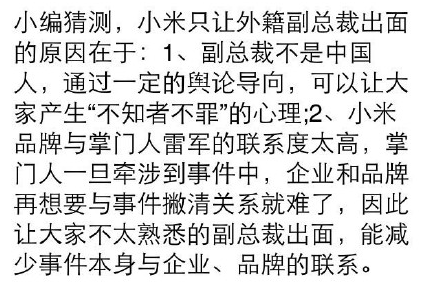 小编猜测，小米只让外籍副总裁出面
的原因在于：1、副总裁不是中国
人，通过一定的舆论导向，可以让大
家产生“不知者不罪”的心理;2、小米
品牌与掌门人雷军的联系度太高，掌
门人一旦牵涉到事件中，企业和品牌
再想要与事件撇清关系就难了，因此
让大家不太熟悉的副总裁出面，能减
少事件本身与企业、品牌的联系。